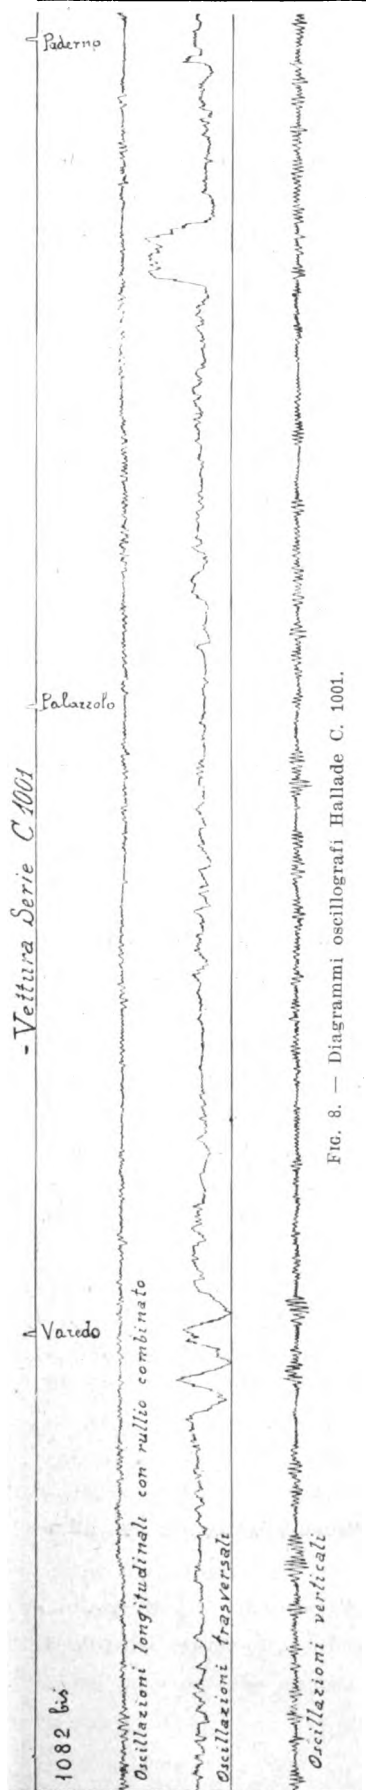 - Vettura Serie C 1001
1082 bis
Varedo
Palazzolo
Paderno
Oscillazioni longitudinali con rullio combinato
Oscillazioni trasversali
Oscillazioni verticali
FIG. 8. — Diagrammi oscillografi Hallade C. 1001.